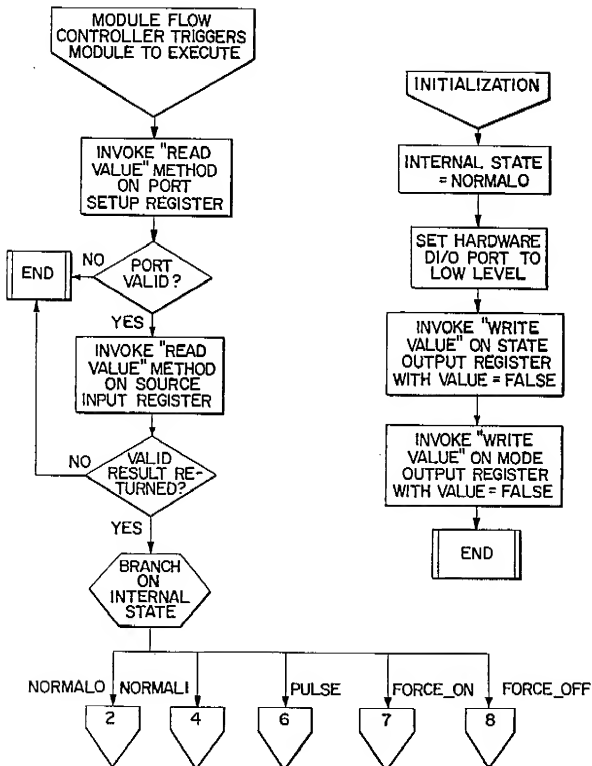 MODULE FLOW
CONTROLLER TRIGGERS
MODULE TO EXECUTE
INVOKE "READ
VALUE" METHOD
ON PORT
SETUP REGISTER
PORT
VALID?
NO
END
YES
INVOKE "READ
VALUE" METHOD
ON SOURCE
INPUT REGISTER
VALID
RESULT RE-
TURNED?
NO
YES
BRANCH
ON
INTERNAL
STATE
NORMAL0
NORMAL1
PULSE
FORCE_ON
FORCE_OFF
2
4
6
7
8
INITIALIZATION
INTERNAL STATE
= NORMAL0
SET HARDWARE
DI/O PORT TO
LOW LEVEL
INVOKE "WRITE
VALUE" ON STATE
OUTPUT REGISTER
WITH VALUE = FALSE
INVOKE "WRITE
VALUE" ON MODE
OUTPUT REGISTER
WITH VALUE = FALSE
END